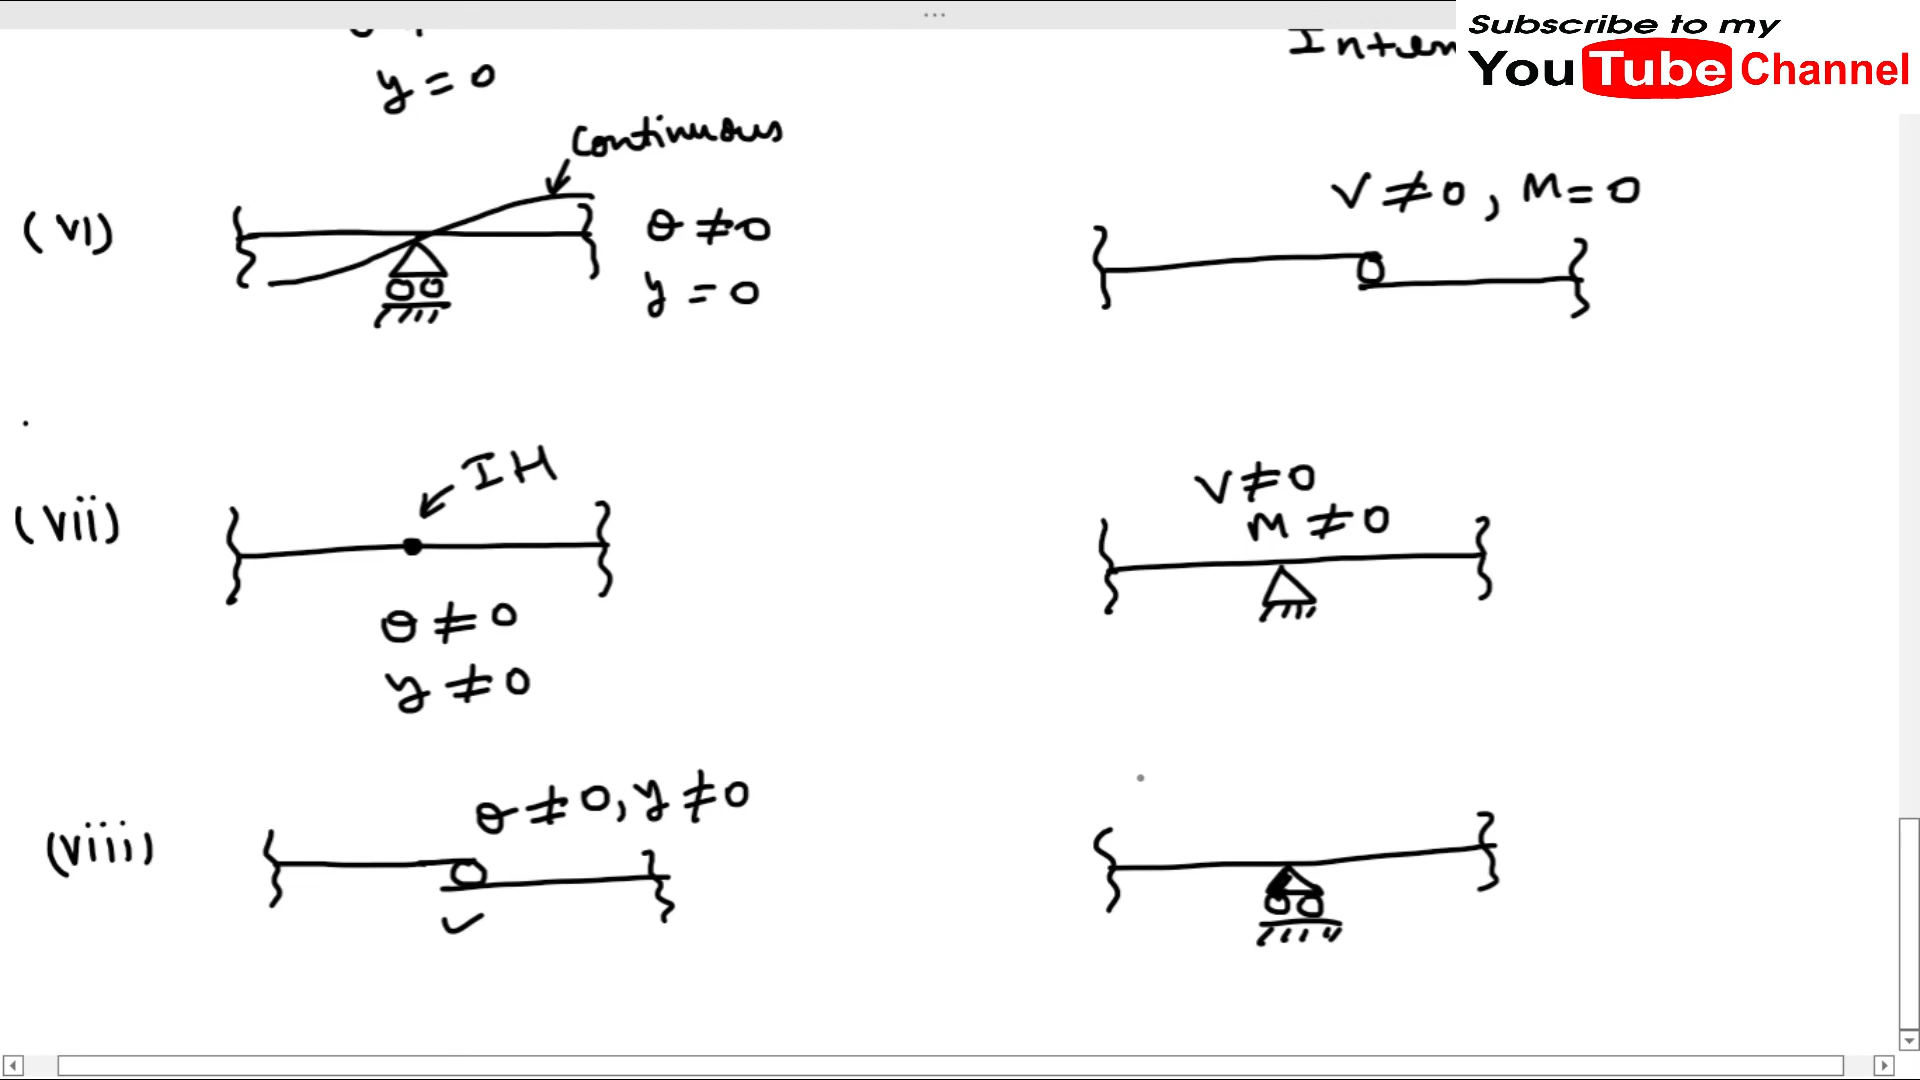 Subscribe to my
YouTube Channel
y = 0
Continuous
(vi)
θ ≠ 0
y = 0
V ≠ 0, M = 0
(vii)
IH
θ ≠ 0
y ≠ 0
V ≠ 0
M ≠ 0
(viii)
θ ≠ 0, y ≠ 0